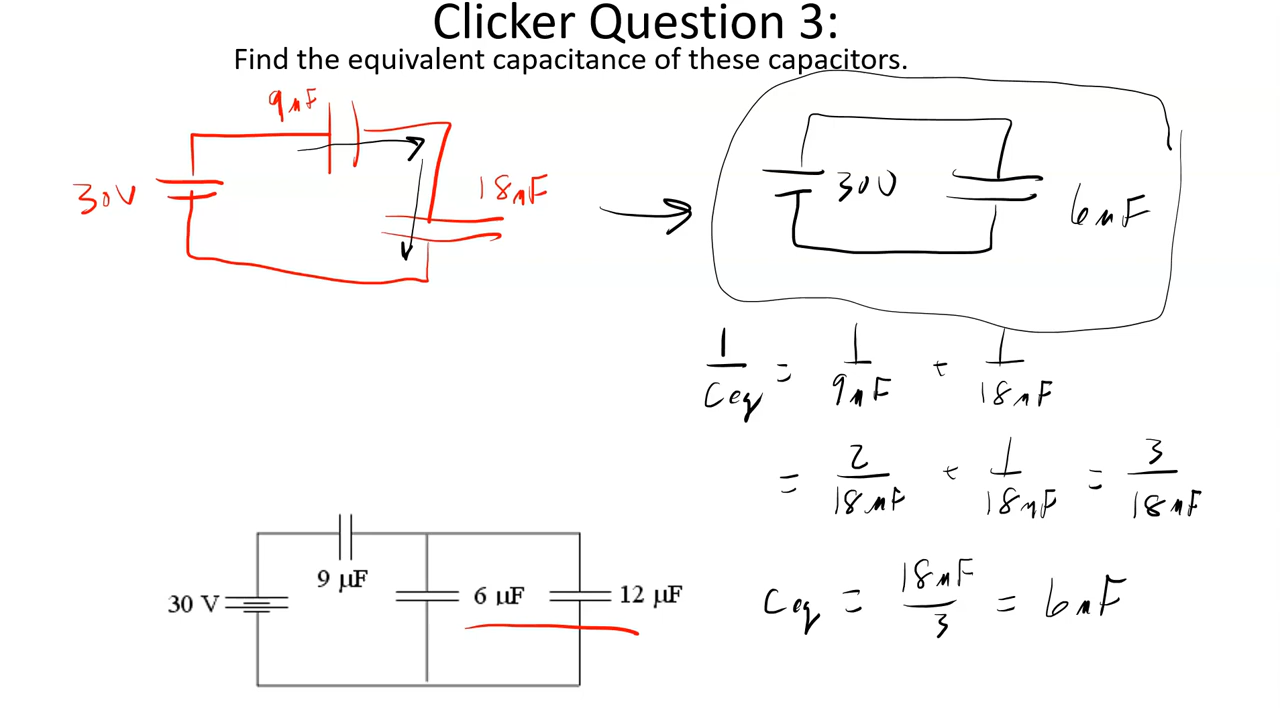 Clicker Question 3:
Find the equivalent capacitance of these capacitors.
9μF
30V
18μF
30V
6μF
1/Ceq = 1/9μF + 1/18μF
= 2/18μF + 1/18μF = 3/18μF
Ceq = 18μF/3 = 6μF
9 μF
30 V
6 μF
12 μF